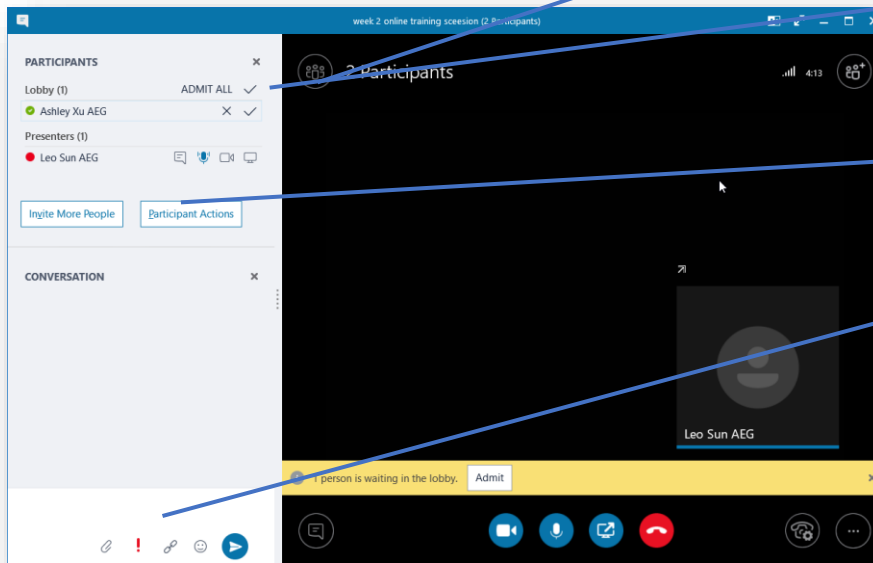 week 2 online training sceesion (2 Participants)
PARTICIPANTS
Lobby (1) ADMIT ALL
Ashley Xu AEG
Presenters (1)
Leo Sun AEG
Invite More People Participant Actions
CONVERSATION
2 Participants
4:13
Leo Sun AEG
1 person is waiting in the lobby. Admit